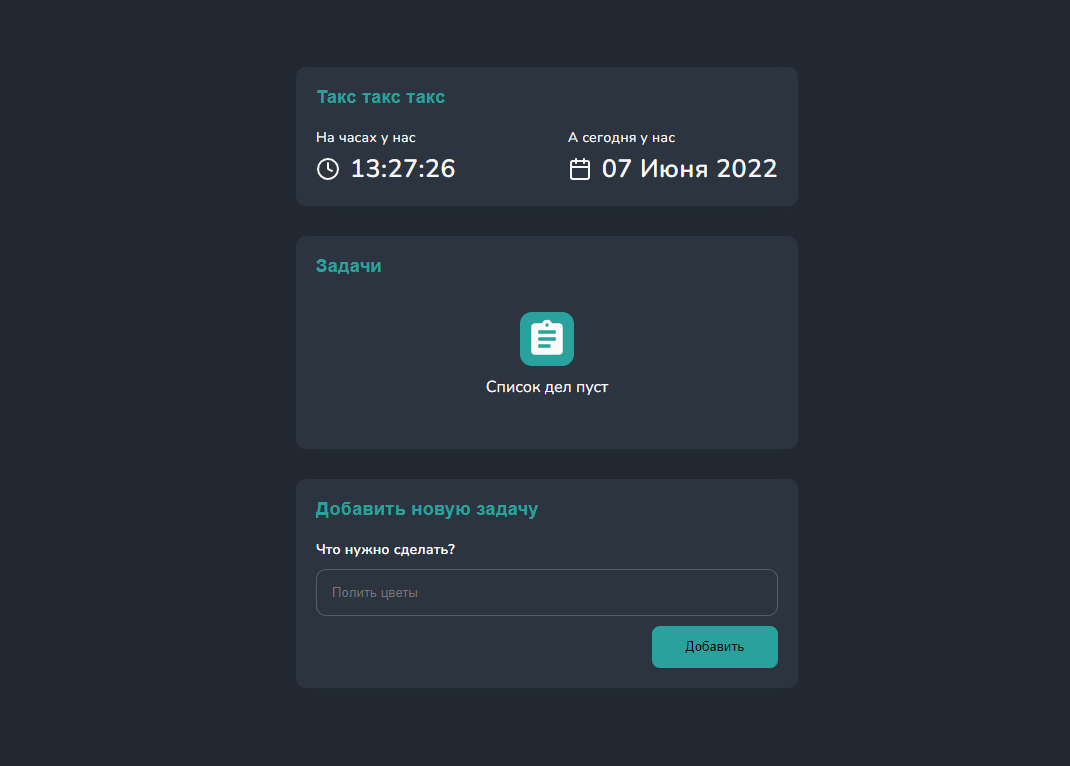 Такс такс такс
На часах у нас
А сегодня у нас
13:27:26
07 Июня 2022
Задачи
Список дел пуст
Добавить новую задачу
Что нужно сделать?
Полить цветы
Добавить